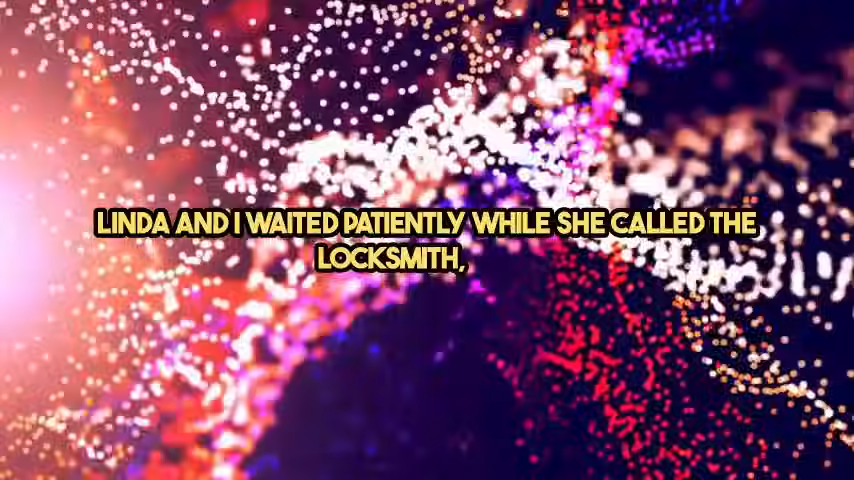 LINDA AND I WAITED PATIENTLY WHILE SHE CALLED THE
LOCKSMITH,